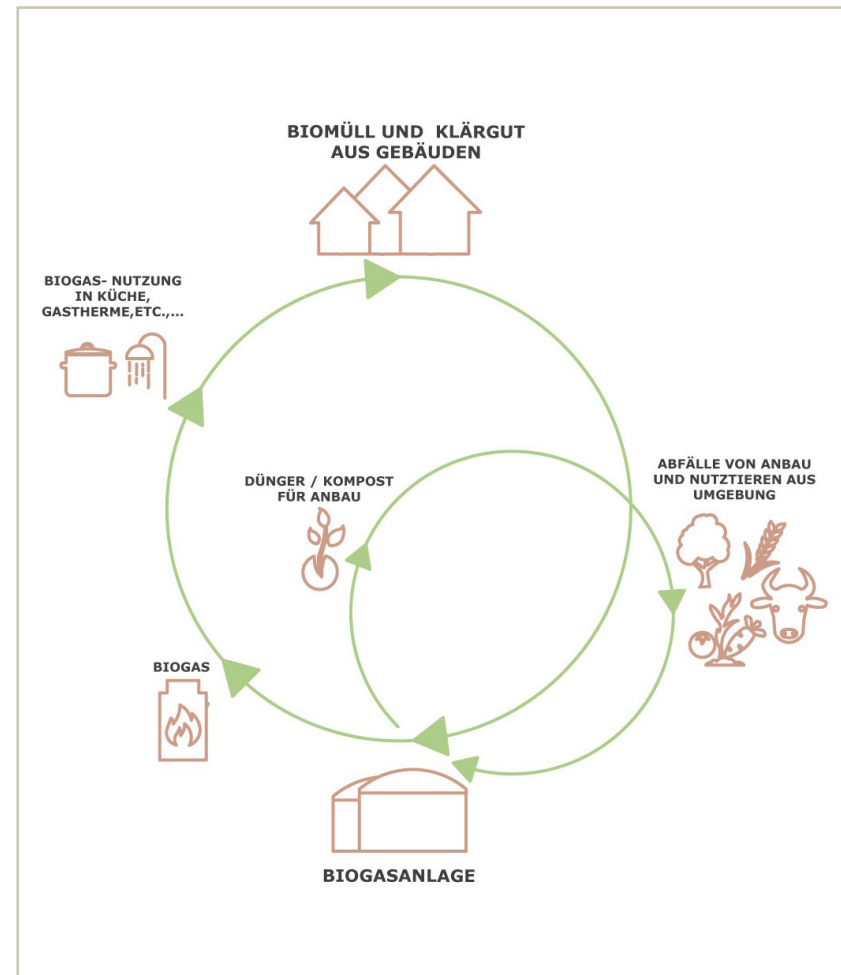 BIOMÜLL UND KLÄRGUT
AUS GEBÄUDEN
BIOGAS- NUTZUNG
IN KÜCHE,
GASTHERME,ETC.,...
DÜNGER / KOMPOST
FÜR ANBAU
ABFÄLLE VON ANBAU
UND NUTZTIEREN AUS
UMGEBUNG
BIOGAS
BIOGASANLAGE